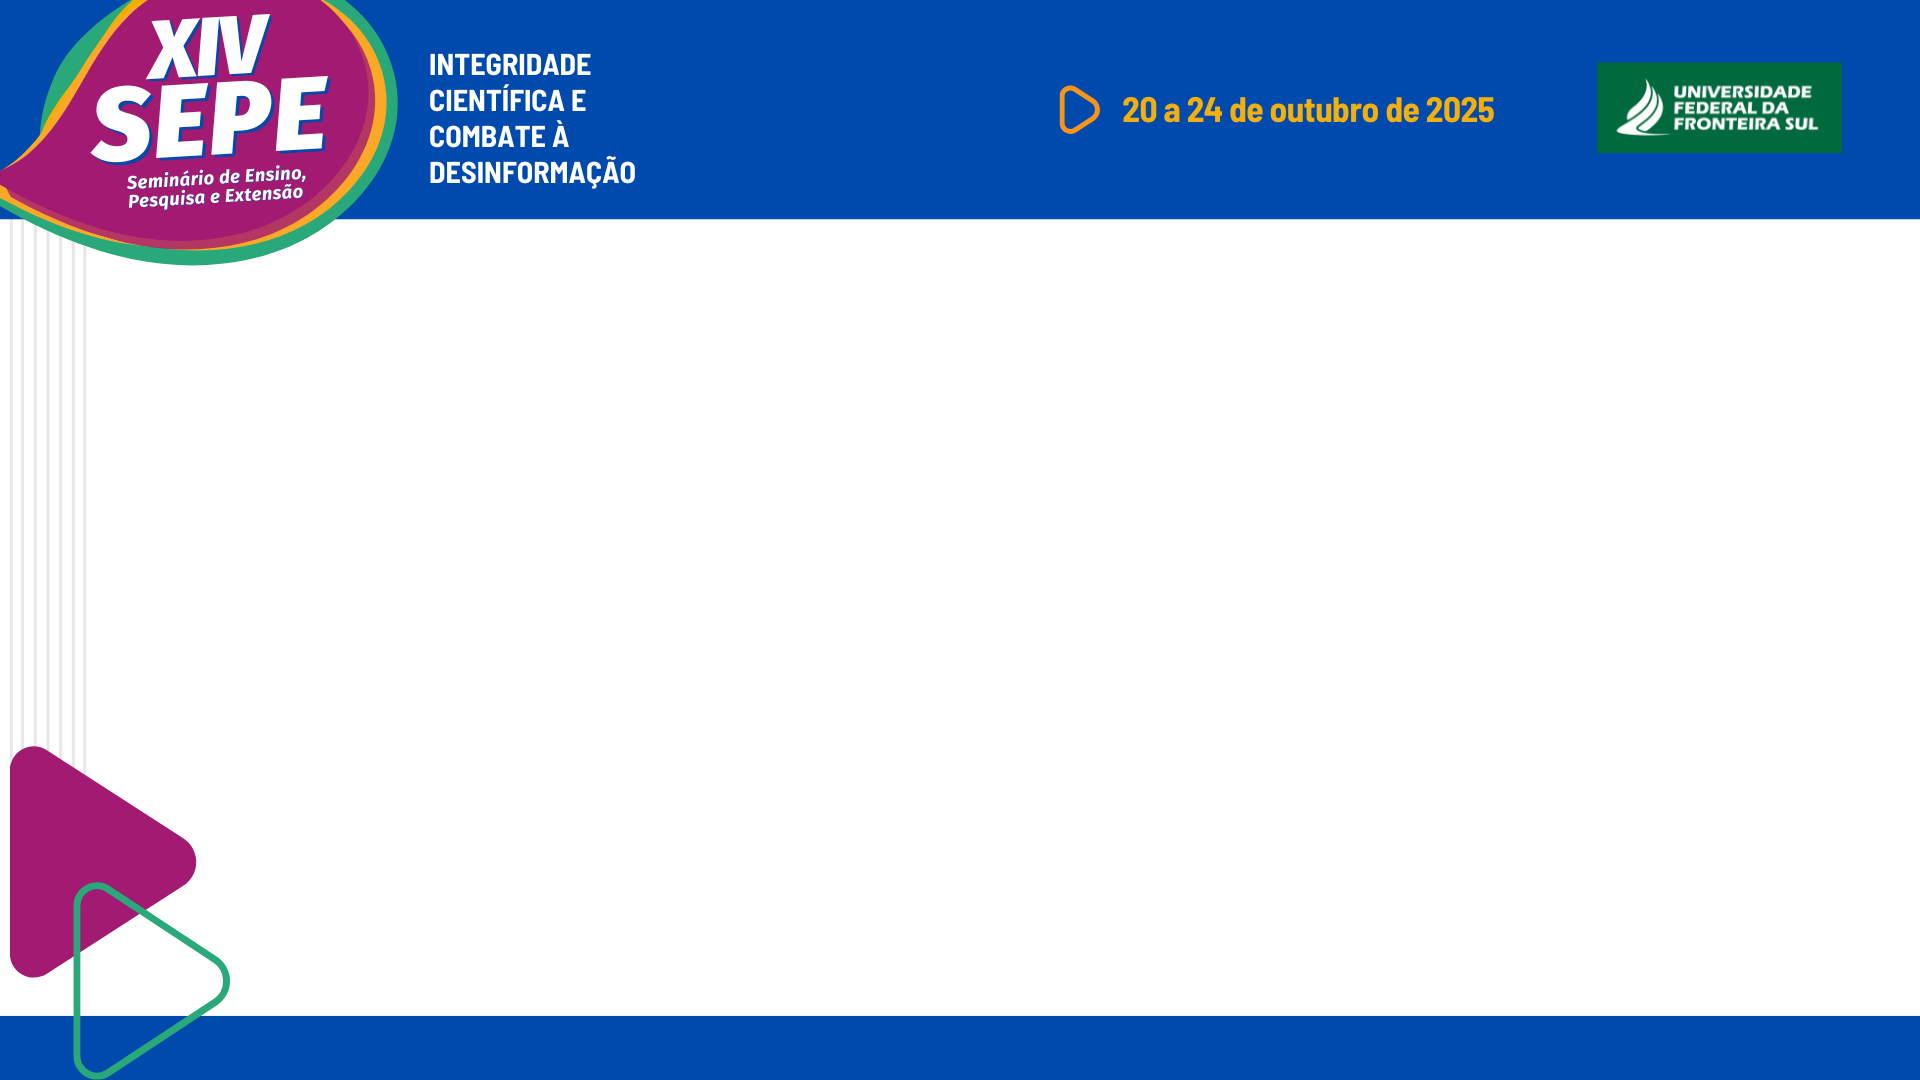 XIV
SEPE
Seminário de Ensino,
Pesquisa e Extensão
INTEGRIDADE
CIENTÍFICA E
COMBATE À
DESINFORMAÇÃO
20 a 24 de outubro de 2025
UNIVERSIDADE
FEDERAL DA
FRONTEIRA SUL